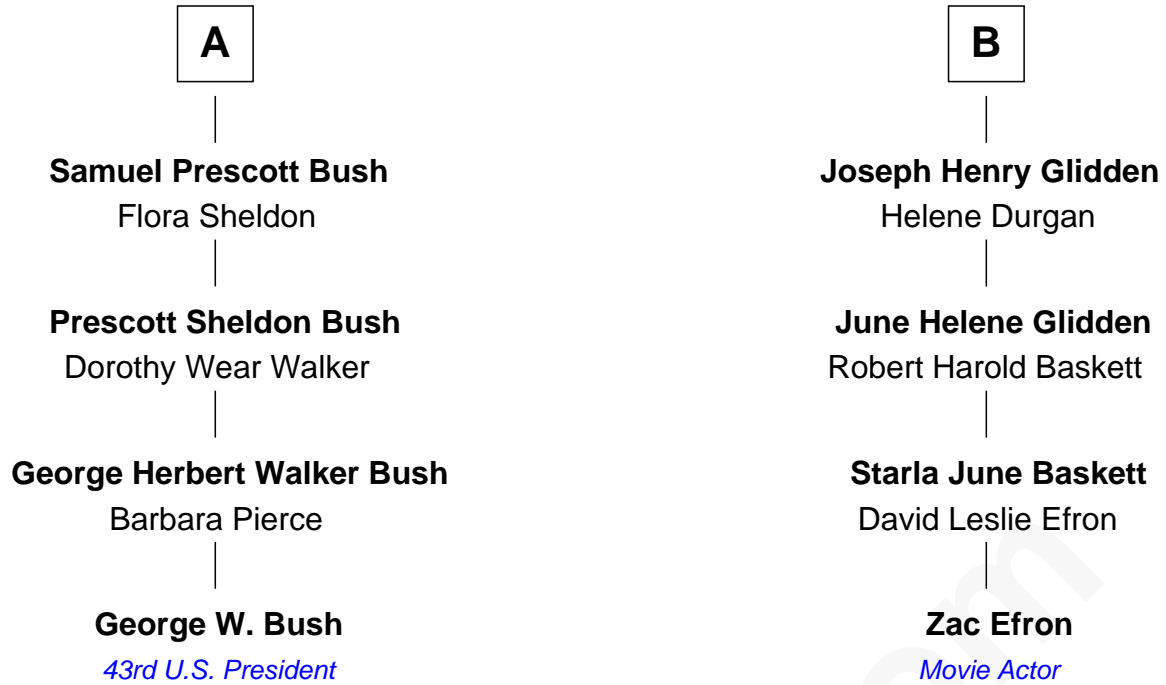 A
Samuel Prescott Bush
Flora Sheldon
Prescott Sheldon Bush
Dorothy Wear Walker
George Herbert Walker Bush
Barbara Pierce
George W. Bush
43rd U.S. President
B
Joseph Henry Glidden
Helene Durgan
June Helene Glidden
Robert Harold Baskett
Starla June Baskett
David Leslie Efron
Zac Efron
Movie Actor
om